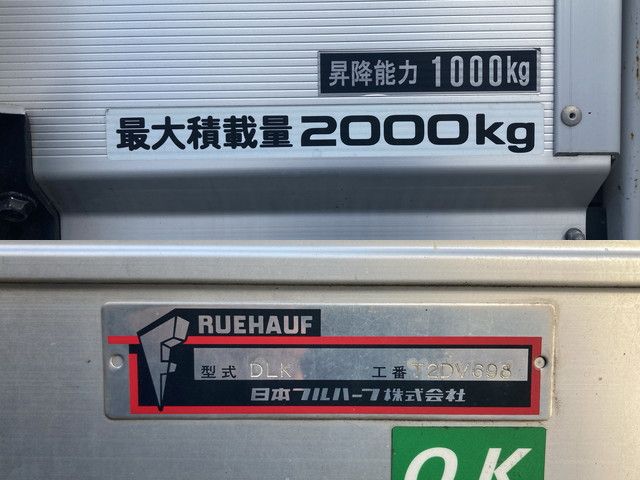 昇降能力 1000kg
最大積載量 2000kg
FRUEHAUF
型式 DLK 工番 T2DV698
日本フルハーフ株式会社
OK